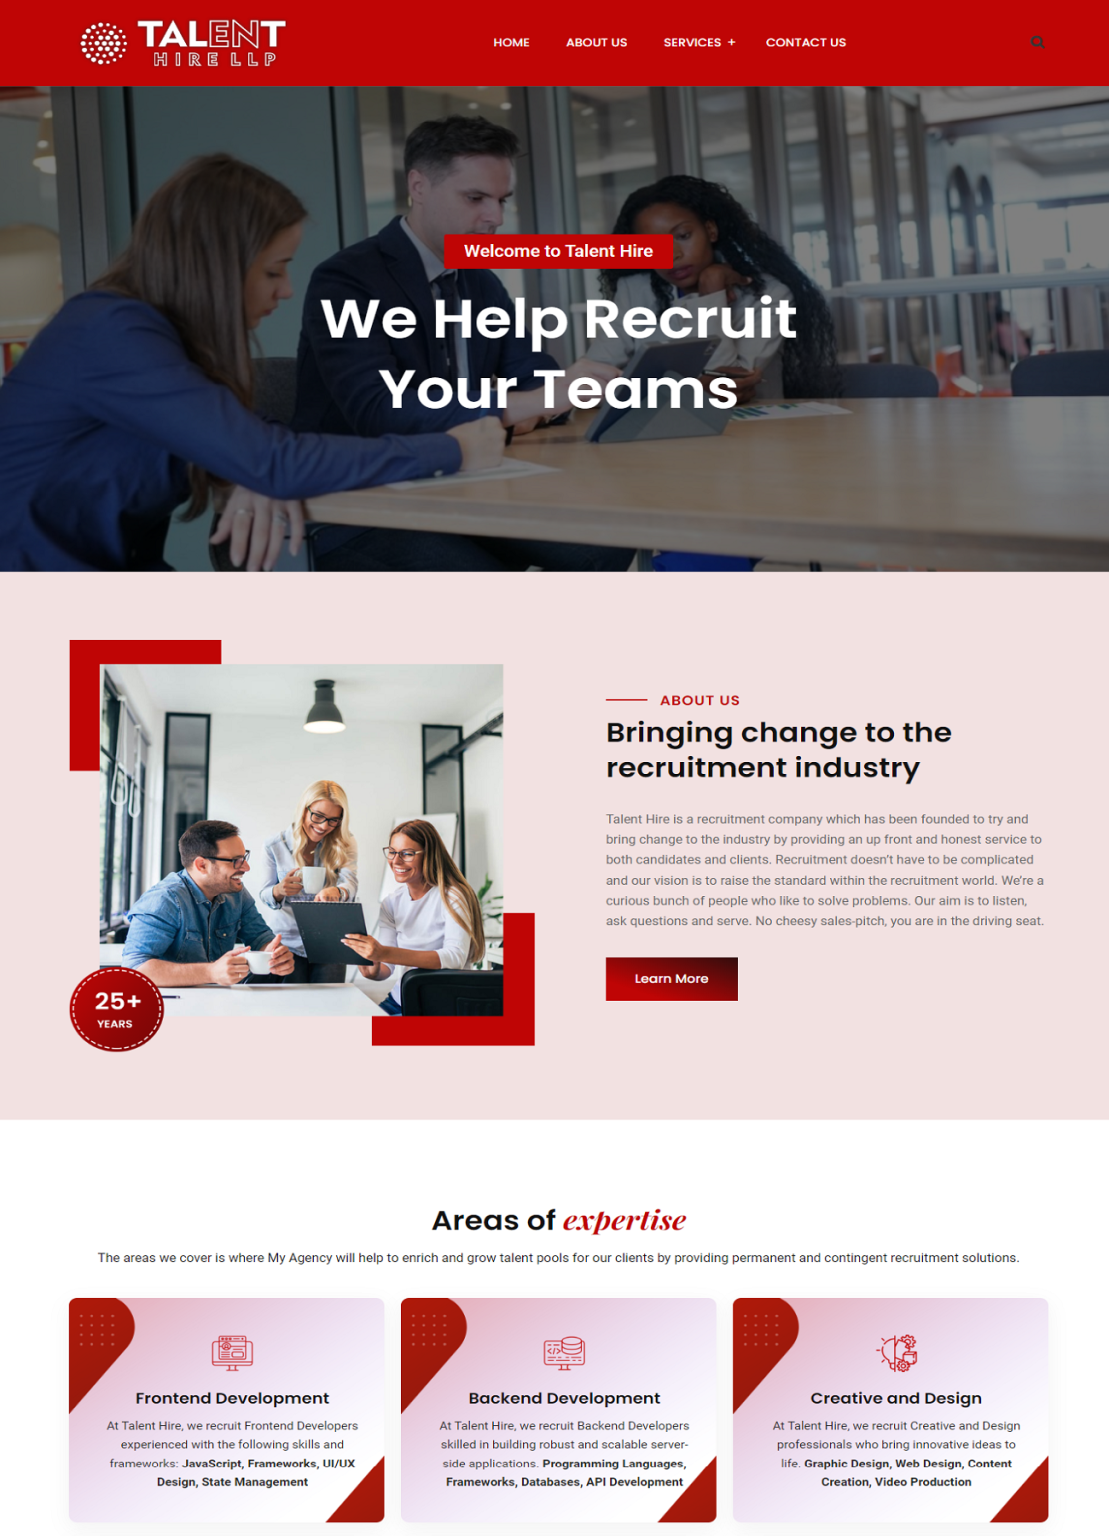 TALENT
HIRE LLP
HOME
ABOUT US
SERVICES +
CONTACT US
Welcome to Talent Hire
We Help Recruit
Your Teams
25+
YEARS
ABOUT US
Bringing change to the
recruitment industry
Talent Hire is a recruitment company which has been founded to try and
bring change to the industry by providing an up front and honest service to
both candidates and clients. Recruitment doesn't have to be complicated
and our vision is to raise the standard within the recruitment world. We're a
curious bunch of people who like to solve problems. Our aim is to listen,
ask questions and serve. No cheesy sales-pitch, you are in the driving seat.
Learn More
Areas of expertise
The areas we cover is where My Agency will help to enrich and grow talent pools for our clients by providing permanent and contingent recruitment solutions.
Frontend Development
At Talent Hire, we recruit Frontend Developers
experienced with the following skills and
frameworks: JavaScript, Frameworks, UI/UX
Design, State Management
Backend Development
At Talent Hire, we recruit Backend Developers
skilled in building robust and scalable server-
side applications. Programming Languages,
Frameworks, Databases, API Development
Creative and Design
At Talent Hire, we recruit Creative and Design
professionals who bring innovative ideas to
life. Graphic Design, Web Design, Content
Creation, Video Production